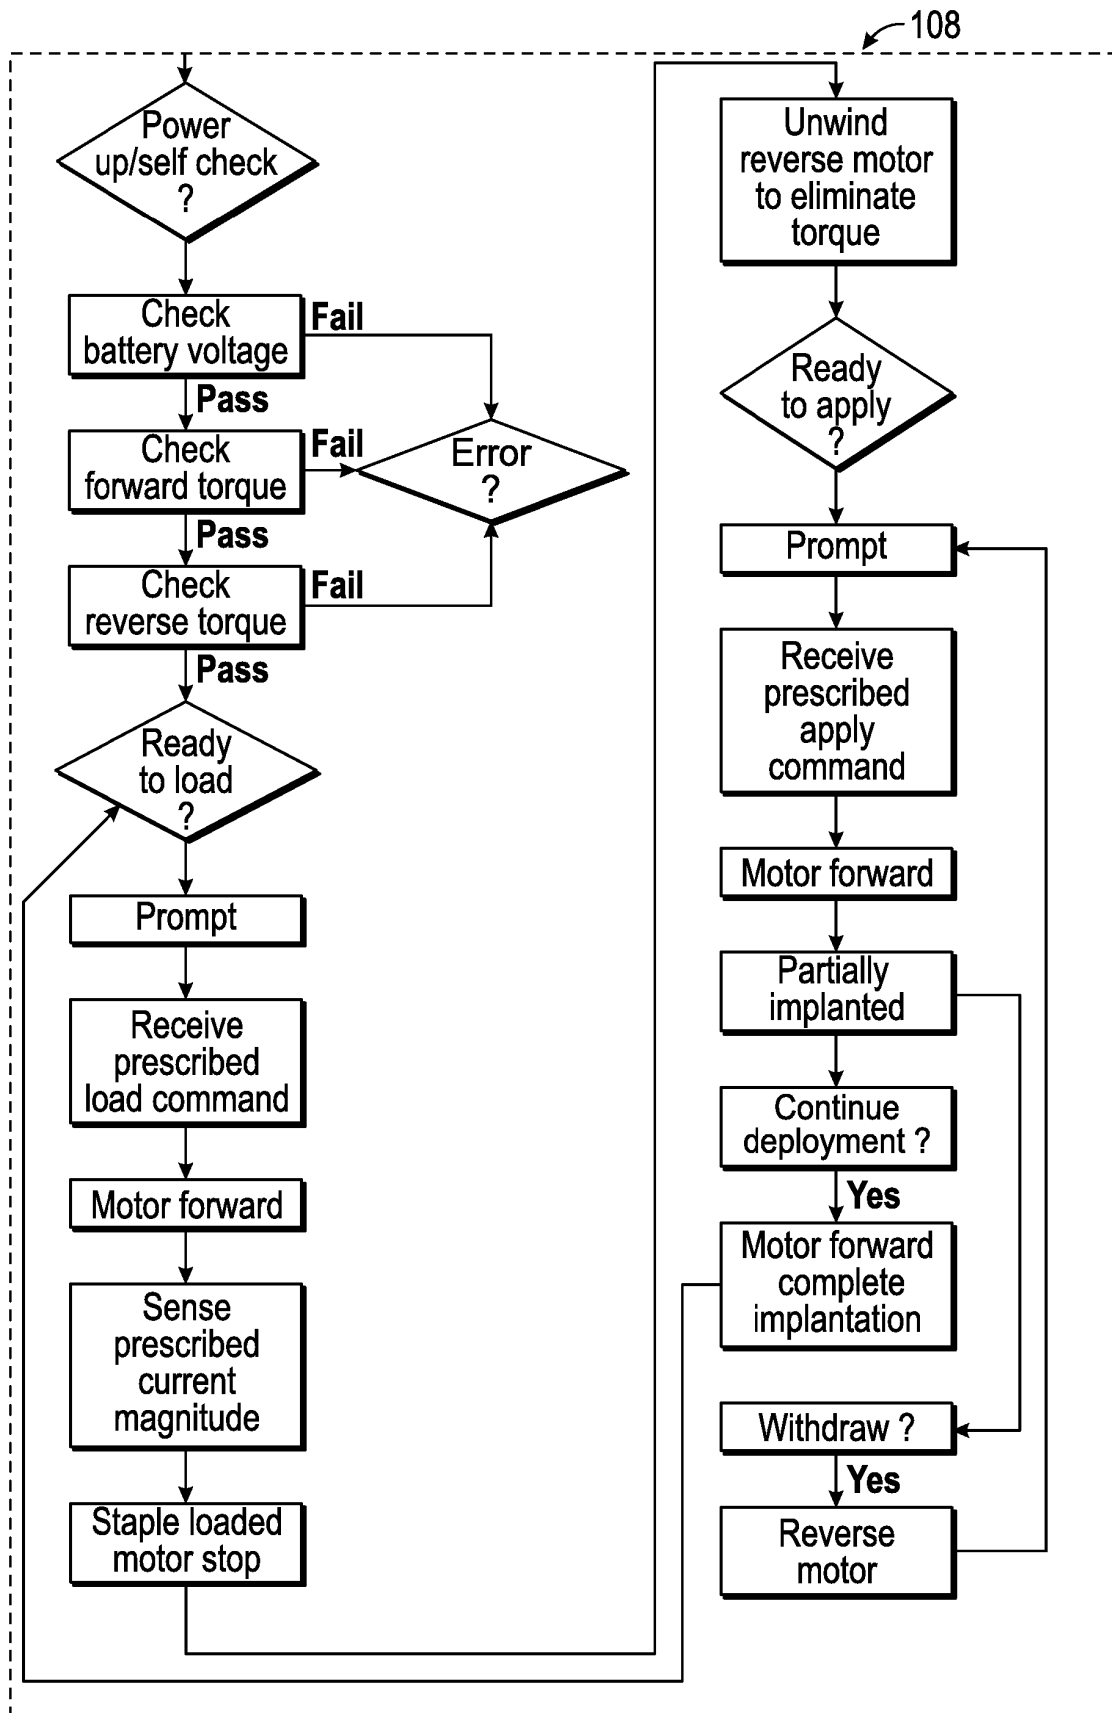 108
Power
up/self check
?
Check
battery voltage
Fail
Pass
Check
forward torque
Fail
Error
?
Pass
Check
reverse torque
Fail
Pass
Ready
to load
?
Prompt
Receive
prescribed
load command
Motor forward
Sense
prescribed
current
magnitude
Staple loaded
motor stop
Unwind
reverse motor
to eliminate
torque
Ready
to apply
?
Prompt
Receive
prescribed
apply
command
Motor forward
Partially
implanted
Continue
deployment ?
Yes
Motor forward
complete
implantation
Withdraw ?
Yes
Reverse
motor